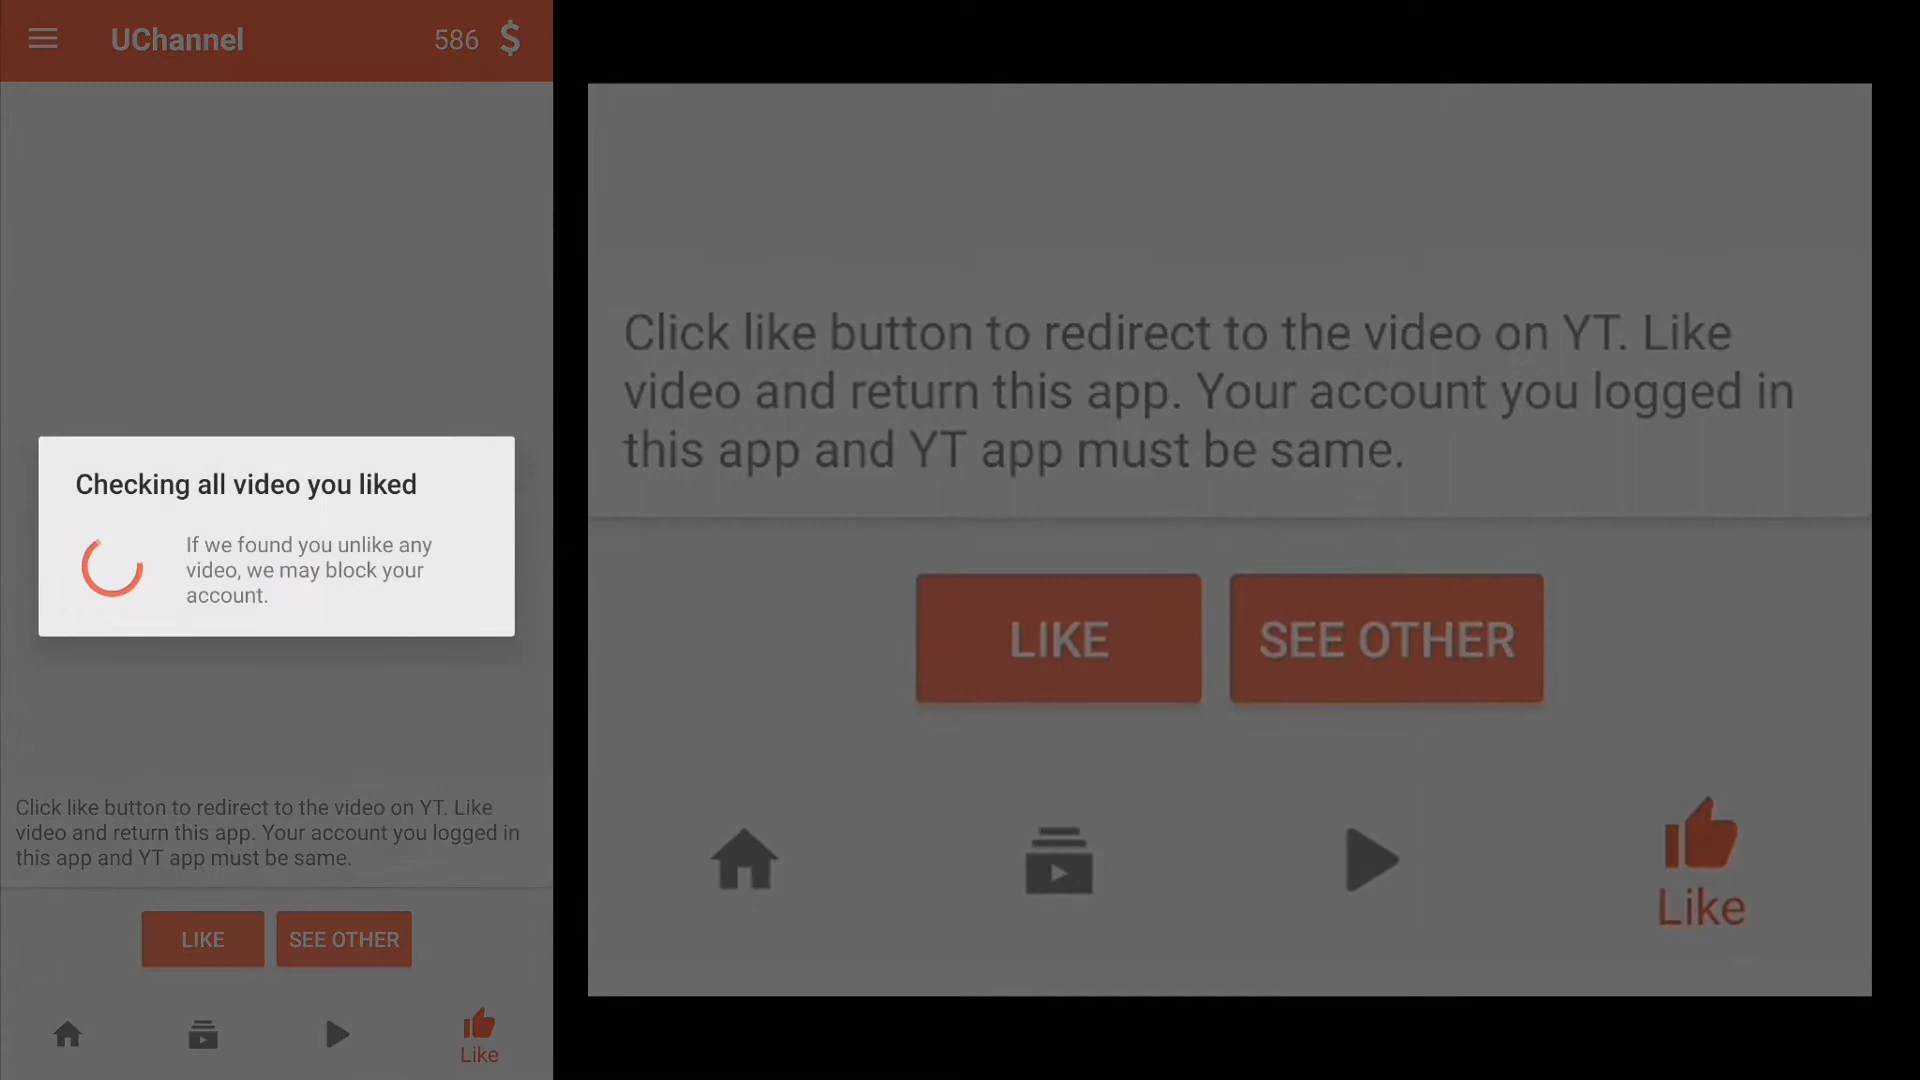 UChannel
586 $
Checking all video you liked
If we found you unlike any
video, we may block your
account.
Click like button to redirect to the video on YT. Like
video and return this app. Your account you logged in
this app and YT app must be same.
LIKE
SEE OTHER
Like
Click like button to redirect to the video on YT. Like
video and return this app. Your account you logged in
this app and YT app must be same.
LIKE
SEE OTHER
Like